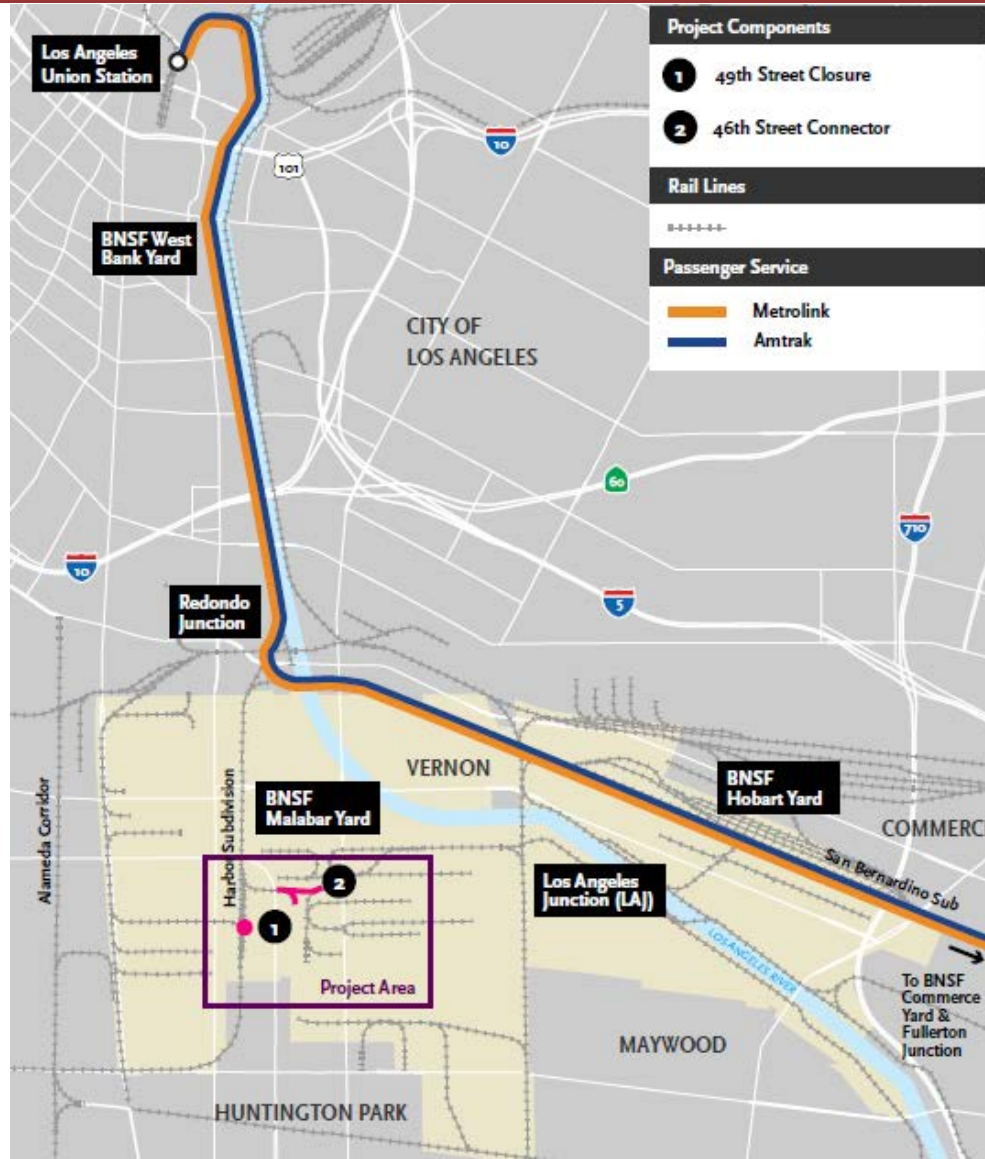 Project Components
1 49th Street Closure
2 46th Street Connector
Rail Lines
Passenger Service
Metrolink
Amtrak
Los Angeles
Union Station
10
101
BNSF West
Bank Yard
CITY OF
LOS ANGELES
60
710
10
5
Redondo
Junction
VERNON
BNSF
Hobart Yard
BNSF
Malabar Yard
COMMERC
Alameda Corridor
Harbor Subdivision
San Bernardino Sub
2
1
Los Angeles
Junction (LAJ)
LOS ANGELES RIVER
Project Area
To BNSF
Commerce
Yard &
Fullerton
Junction
MAYWOOD
HUNTINGTON PARK